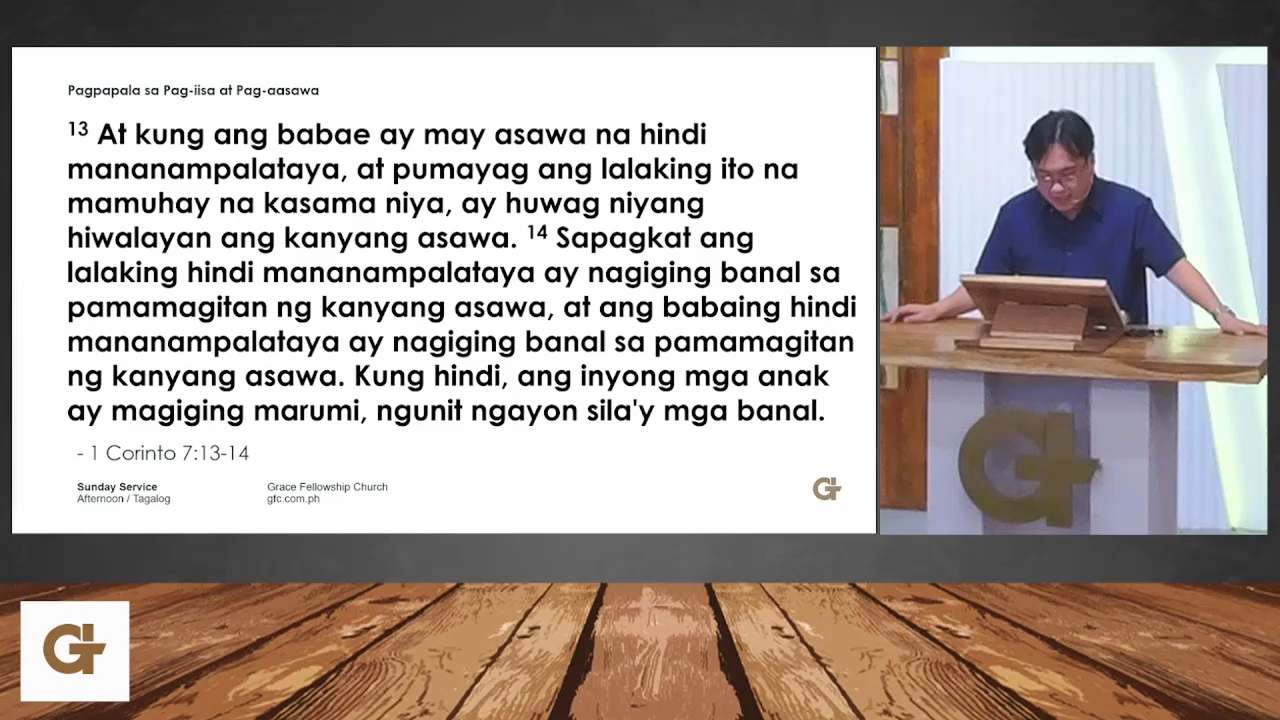 Pagpapala sa Pag-iisa at Pag-aasawa
13 At kung ang babae ay may asawa na hindi
mananampalataya, at pumayag ang lalaking ito na
mamuhay na kasama niya, ay huwag niyang
hiwalayan ang kanyang asawa. 14 Sapagkat ang
lalaking hindi mananampalataya ay nagiging banal sa
pamamagitan ng kanyang asawa, at ang babaing hindi
mananampalataya ay nagiging banal sa pamamagitan
ng kanyang asawa. Kung hindi, ang inyong mga anak
ay magiging marumi, ngunit ngayon sila'y mga banal.
- 1 Corinto 7:13-14
Sunday Service
Afternoon / Tagalog
Grace Fellowship Church
gfc.com.ph